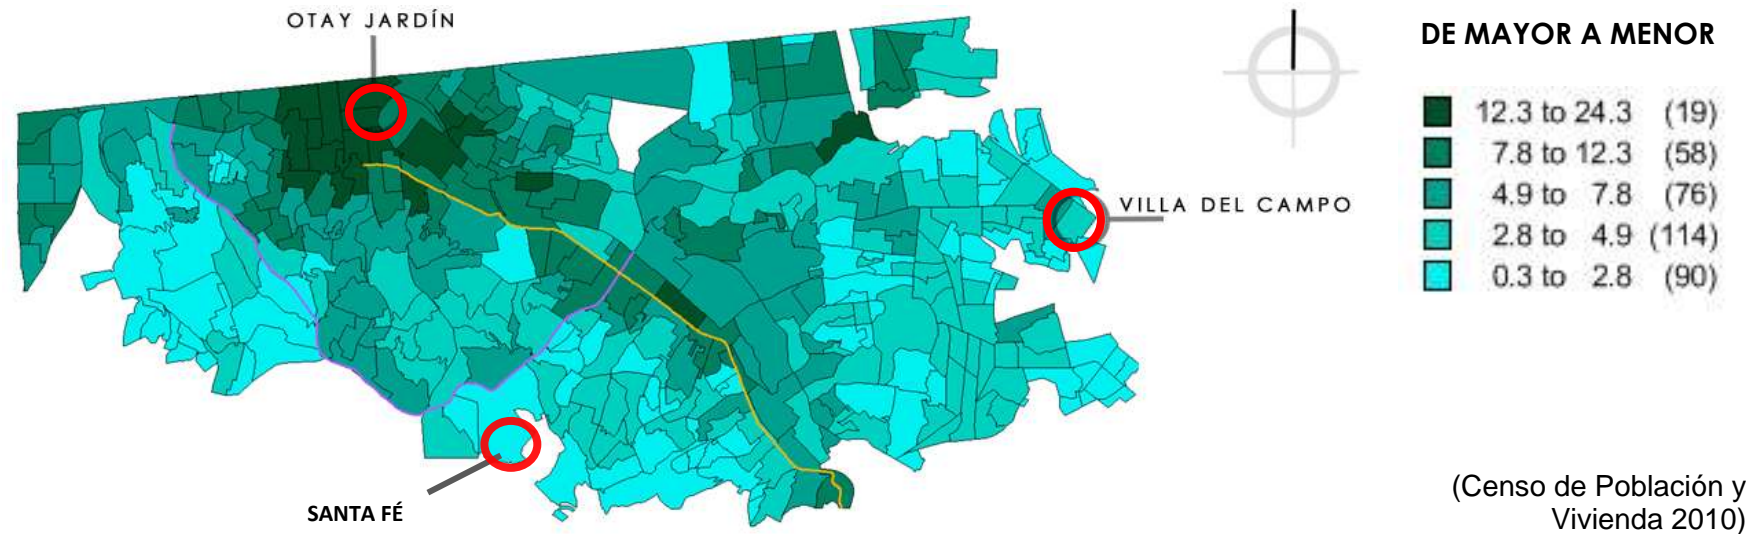 OTAY JARDÍN
DE MAYOR A MENOR
12.3 to 24.3 (19)
7.8 to 12.3 (58)
4.9 to 7.8 (76)
2.8 to 4.9 (114)
0.3 to 2.8 (90)
VILLA DEL CAMPO
SANTA FÉ
(Censo de Población y
Vivienda 2010)